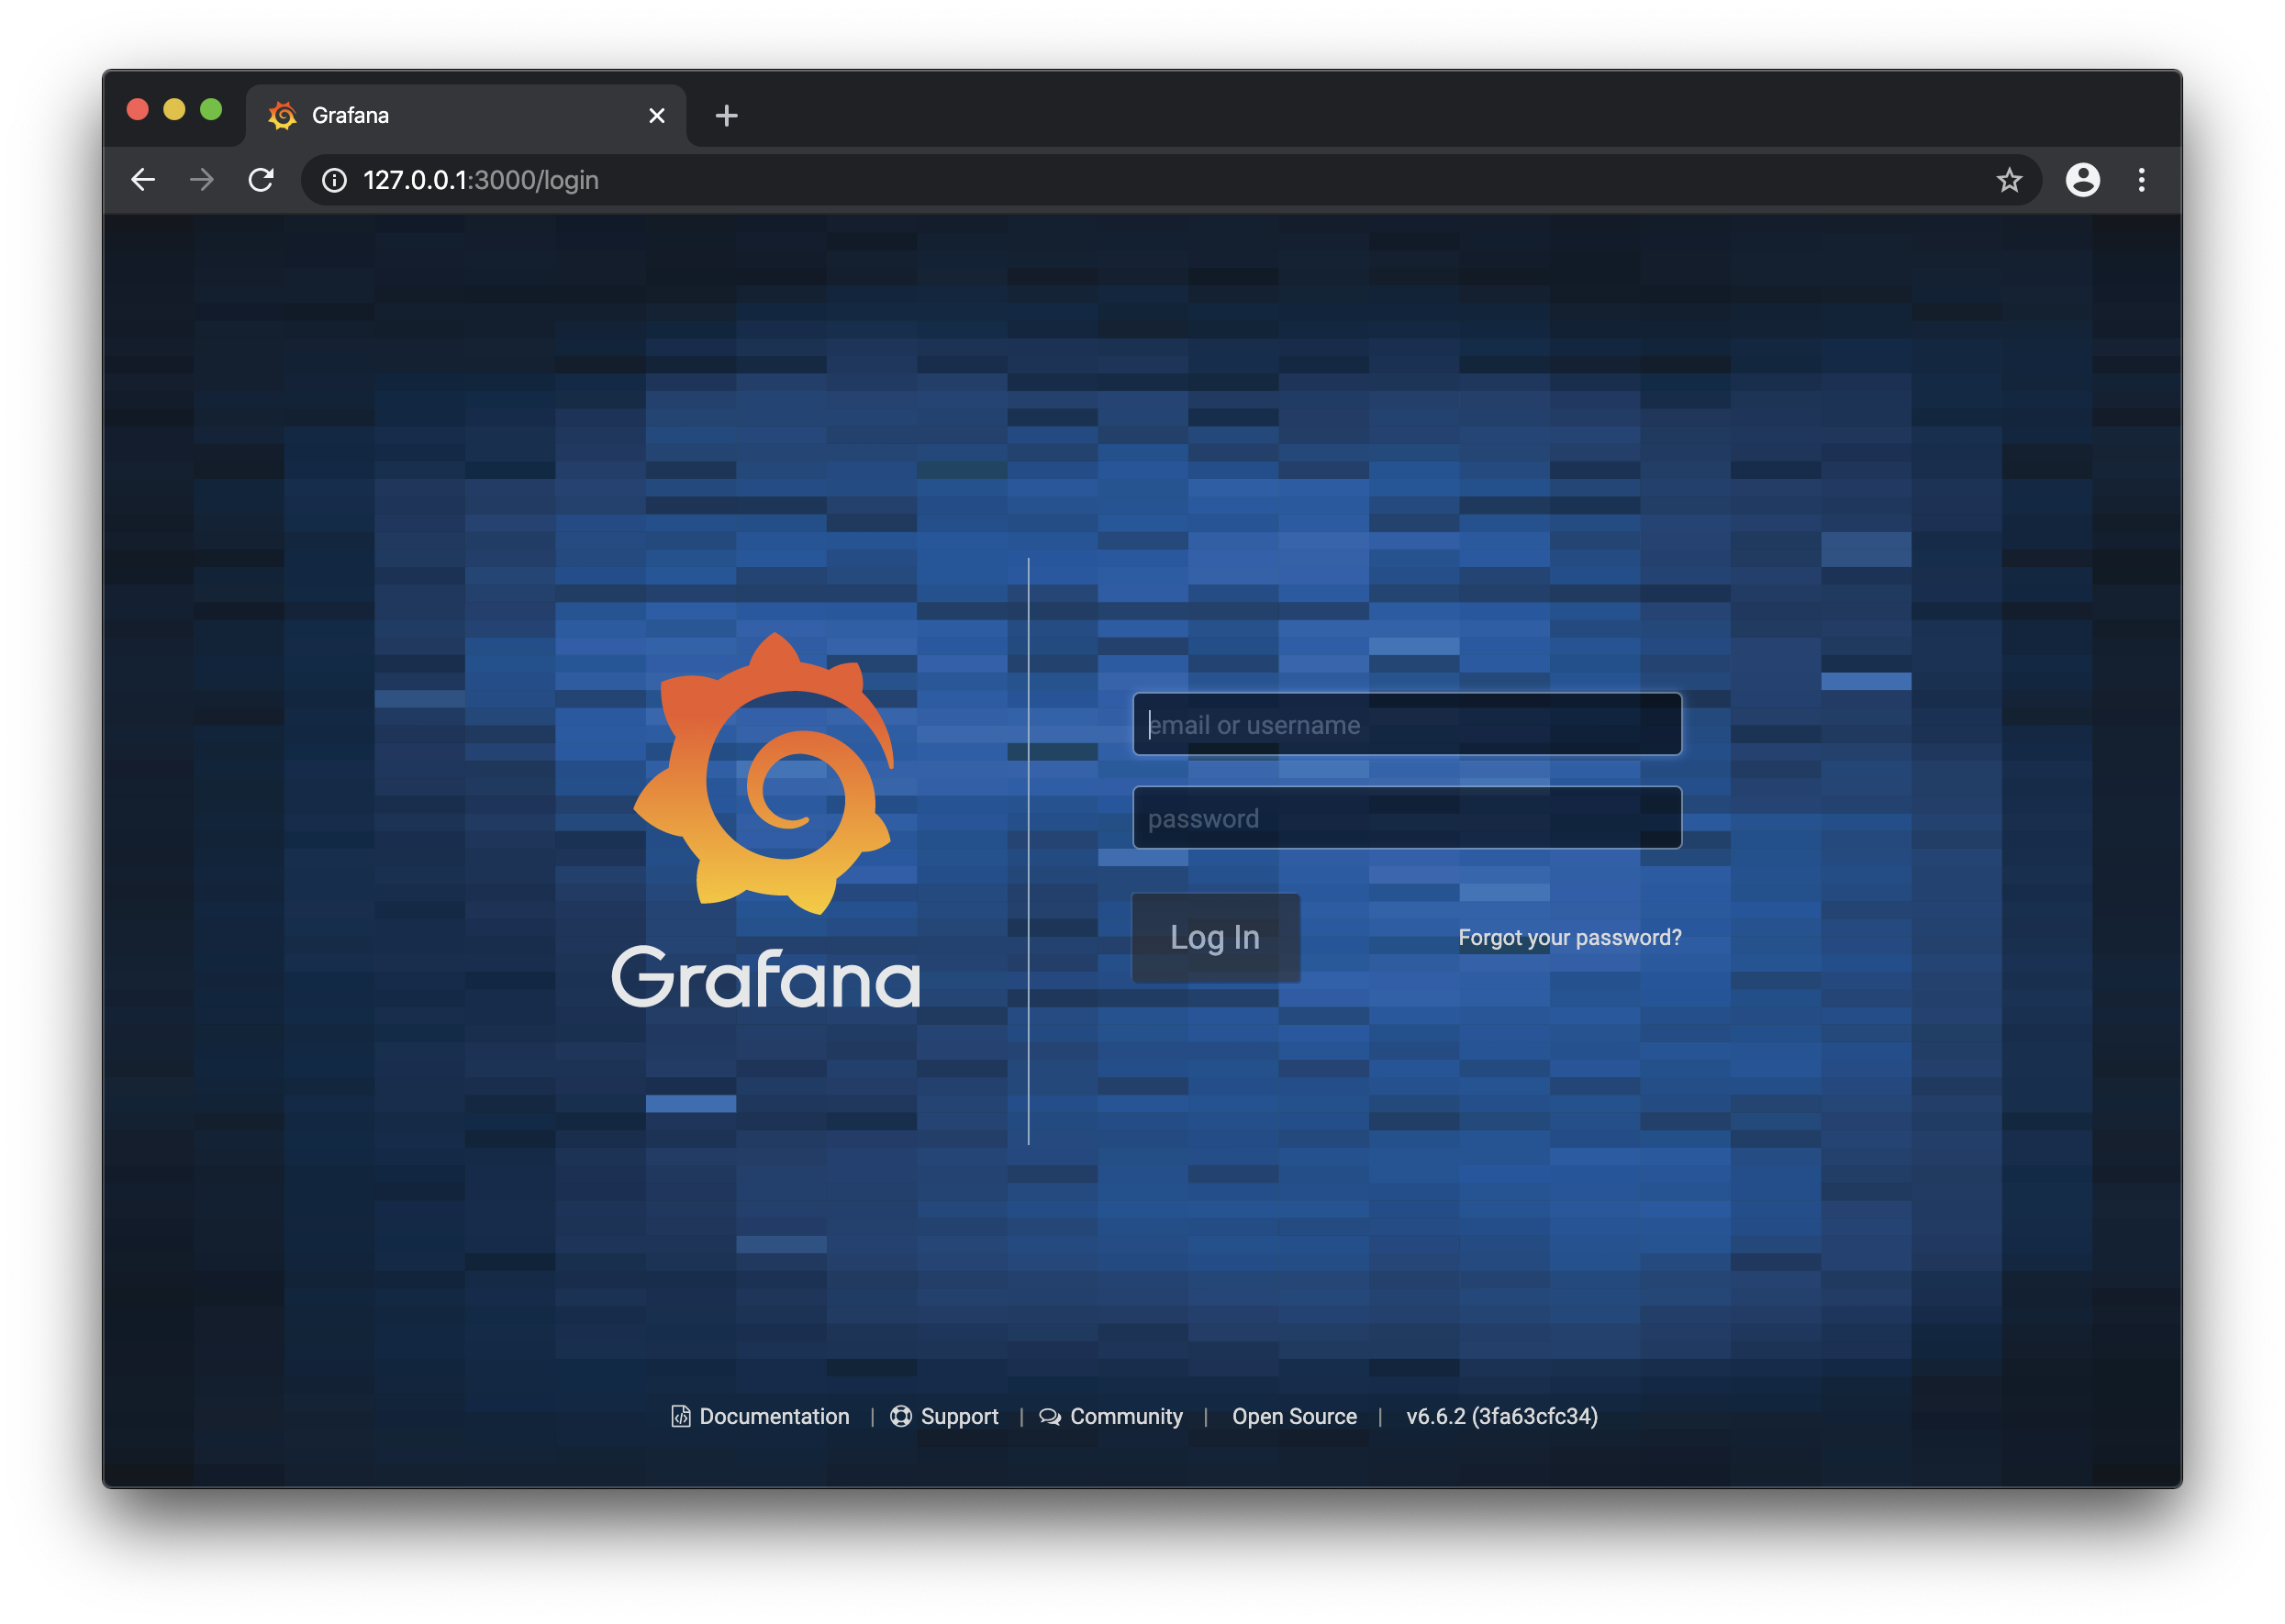 Grafana
127.0.0.1:3000/login
email or username
password
Log In
Forgot your password?
Grafana
Documentation | Support | Community | Open Source | v6.6.2 (3fa63cfc34)